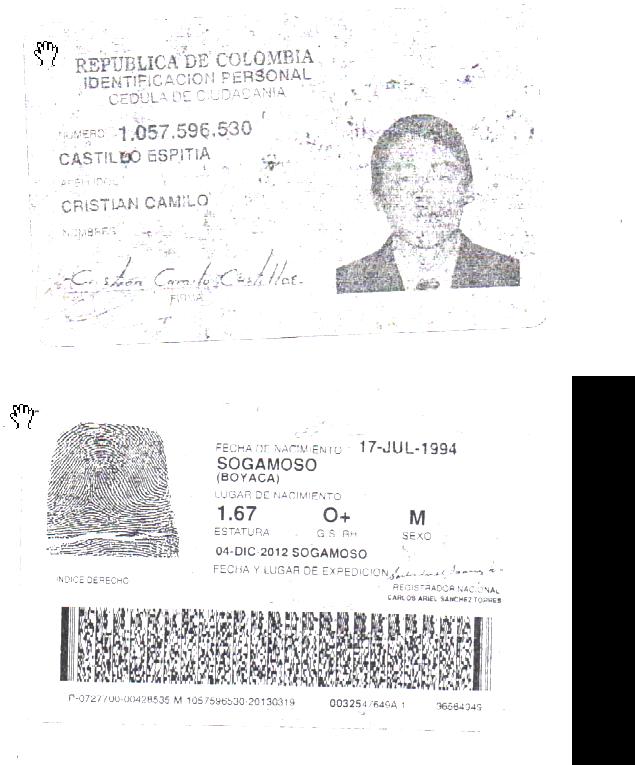 REPUBLICA DE COLOMBIA
IDENTIFICACION PERSONAL
CEDULA DE CIUDADANIA
NUMERO 1.057.596.530
CASTILLO ESPITIA
APELLIDOS
CRISTIAN CAMILO
NOMBRES
Cristian Camilo Castillo E.
FIRMA
FECHA DE NACIMIENTO 17-JUL-1994
SOGAMOSO
(BOYACA)
LUGAR DE NACIMIENTO
1.67 O+ M
ESTATURA G.S. RH SEXO
04-DIC-2012 SOGAMOSO
FECHA Y LUGAR DE EXPEDICION
INDICE DERECHO
REGISTRADOR NACIONAL
CARLOS ARIEL SANCHEZ TORRES
P-0727700-00428535-M-1057596530-20130319 0032547649A 1